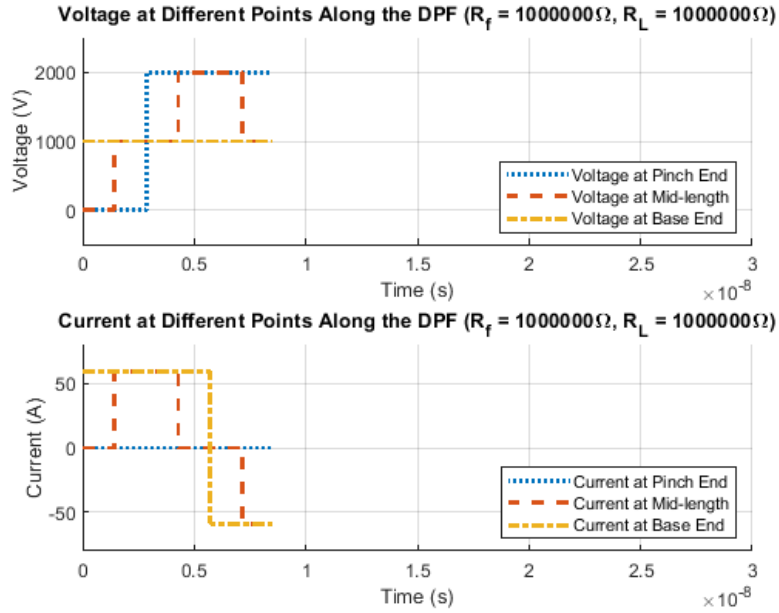 Voltage at Different Points Along the DPF (R_f = 1000000Ω, R_L = 1000000Ω)
2000
1000
0
Voltage (V)
Voltage at Pinch End
Voltage at Mid-length
Voltage at Base End
0 0.5 1 1.5 2 2.5 3
Time (s)
×10^-8
Current at Different Points Along the DPF (R_f = 1000000Ω, R_L = 1000000Ω)
50
0
-50
Current (A)
Current at Pinch End
Current at Mid-length
Current at Base End
0 0.5 1 1.5 2 2.5 3
Time (s)
×10^-8